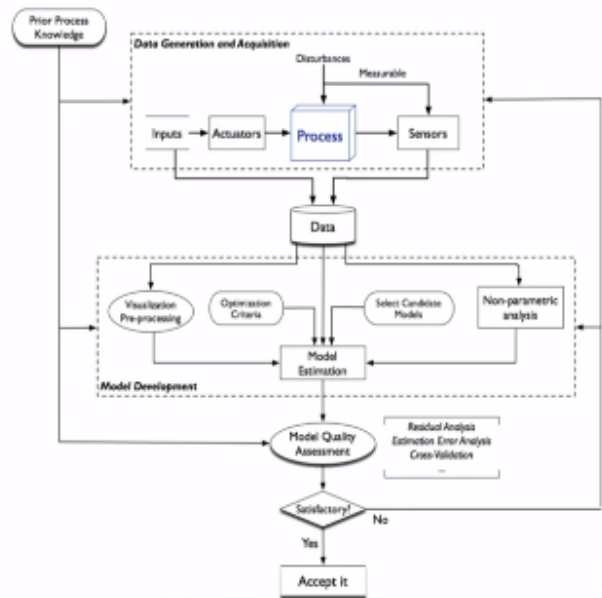 Prior Process
Knowledge
Data Generation and Acquisition
Disturbances
Measurable
Inputs
Actuators
Process
Sensors
Data
Visualization
Pre-processing
Optimization
Criteria
Select Candidate
Models
Non-parametric
analysis
Model
Estimation
Model Development
Model Quality
Assessment
Residual Analysis
Estimation Error Analysis
Cross-Validation
...
Satisfactory?
No
Yes
Accept it